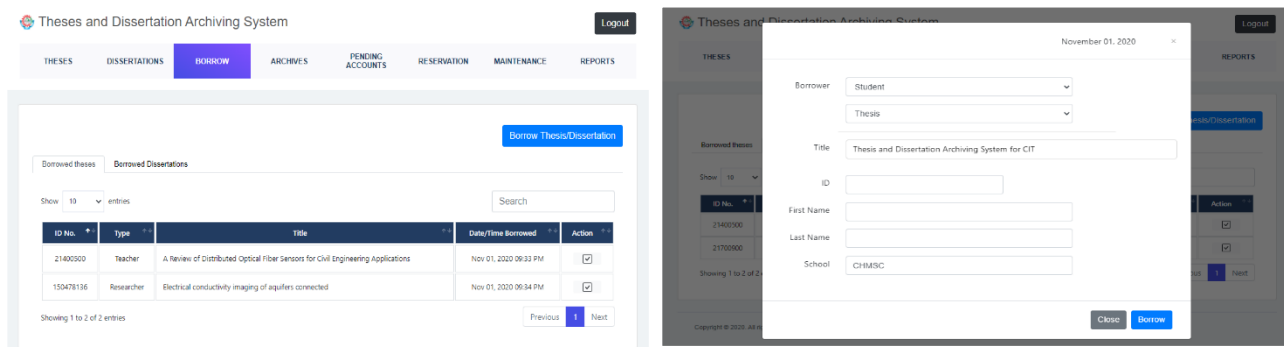 Theses and Dissertation Archiving System
Logout
THESES DISSERTATIONS BORROW ARCHIVES PENDING ACCOUNTS RESERVATION MAINTENANCE REPORTS
Borrow Thesis/Dissertation
Borrowed theses Borrowed Dissertations
Show 10 entries
Search
ID No. Type Title Date/Time Borrowed Action
21400500 Teacher A Review of Distributed Optical Fiber Sensors for Civil Engineering Applications Nov 01, 2020 09:33 PM
150478136 Researcher Electrical conductivity imaging of aquifers connected Nov 01, 2020 09:34 PM
Showing 1 to 2 of 2 entries
Previous 1 Next
Theses and Dissertation Archiving System
Logout
THESES REPORTS
November 01, 2020 ×
Borrower Student
Thesis
Title Thesis and Dissertation Archiving System for CIT
ID
First Name
Last Name
School CHMSC
Close Borrow
esis/Dissertation
Borrowed theses
Show 10
ID No. Action
21400500
21700900
Showing 1 to 2 of 2
ous 1 Next
Copyright © 2020. All